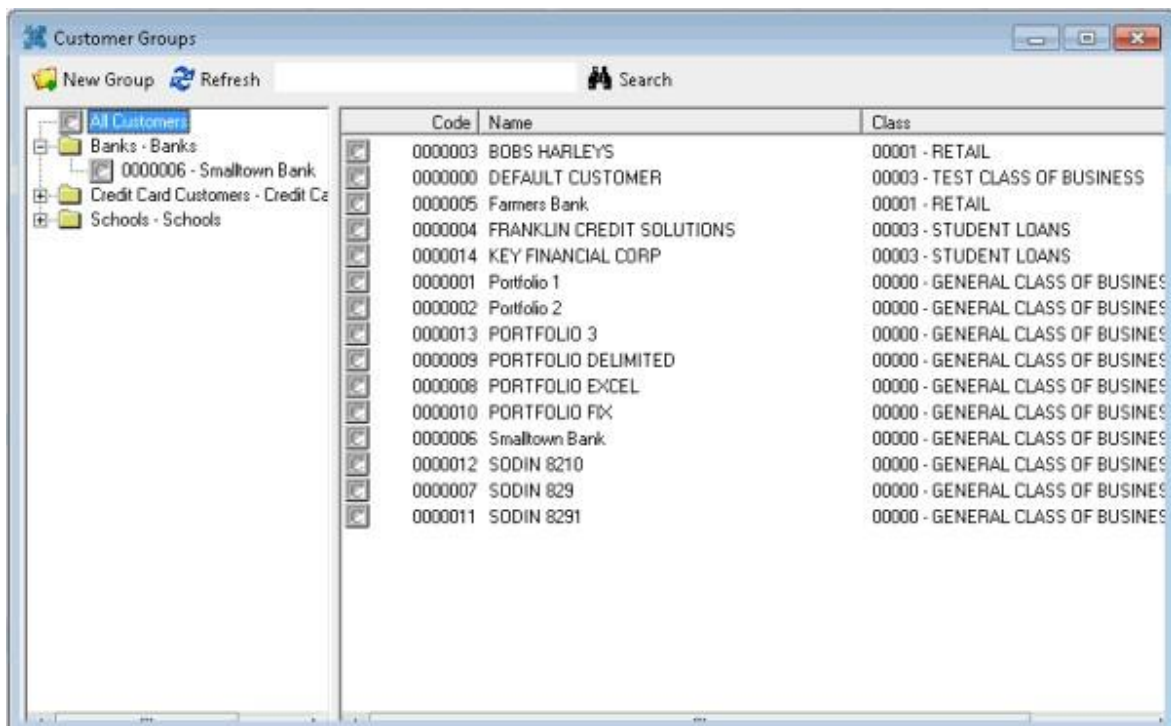 Customer Groups
New Group Refresh Search
All Customers
Banks - Banks
0000006 - Smalltown Bank
Credit Card Customers - Credit Ca
Schools - Schools
Code Name Class
0000003 BOBS HARLEYS 00001 - RETAIL
0000000 DEFAULT CUSTOMER 00003 - TEST CLASS OF BUSINESS
0000005 Farmers Bank 00001 - RETAIL
0000004 FRANKLIN CREDIT SOLUTIONS 00003 - STUDENT LOANS
0000014 KEY FINANCIAL CORP 00003 - STUDENT LOANS
0000001 Portfolio 1 00000 - GENERAL CLASS OF BUSINES
0000002 Portfolio 2 00000 - GENERAL CLASS OF BUSINES
0000013 PORTFOLIO 3 00000 - GENERAL CLASS OF BUSINES
0000009 PORTFOLIO DELIMITED 00000 - GENERAL CLASS OF BUSINES
0000008 PORTFOLIO EXCEL 00000 - GENERAL CLASS OF BUSINES
0000010 PORTFOLIO FIX 00000 - GENERAL CLASS OF BUSINES
0000006 Smalltown Bank 00000 - GENERAL CLASS OF BUSINES
0000012 SODIN 8210 00000 - GENERAL CLASS OF BUSINES
0000007 SODIN 829 00000 - GENERAL CLASS OF BUSINES
0000011 SODIN 8291 00000 - GENERAL CLASS OF BUSINES